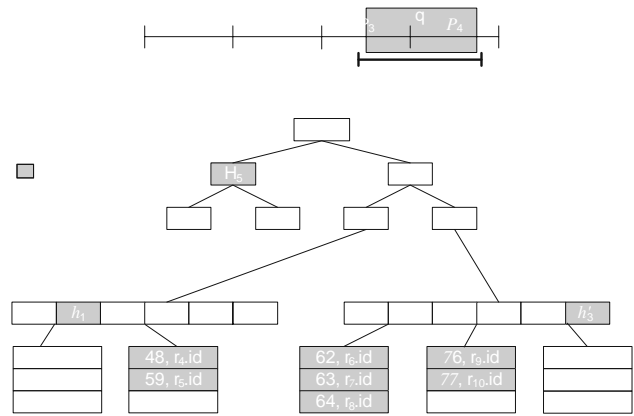 P₃ q P₄
H₅
h₁ h′₃
48, r₄.id 62, r₆.id 76, r₉.id
59, r₅.id 63, r₇.id 77, r₁₀.id
64, r₈.id